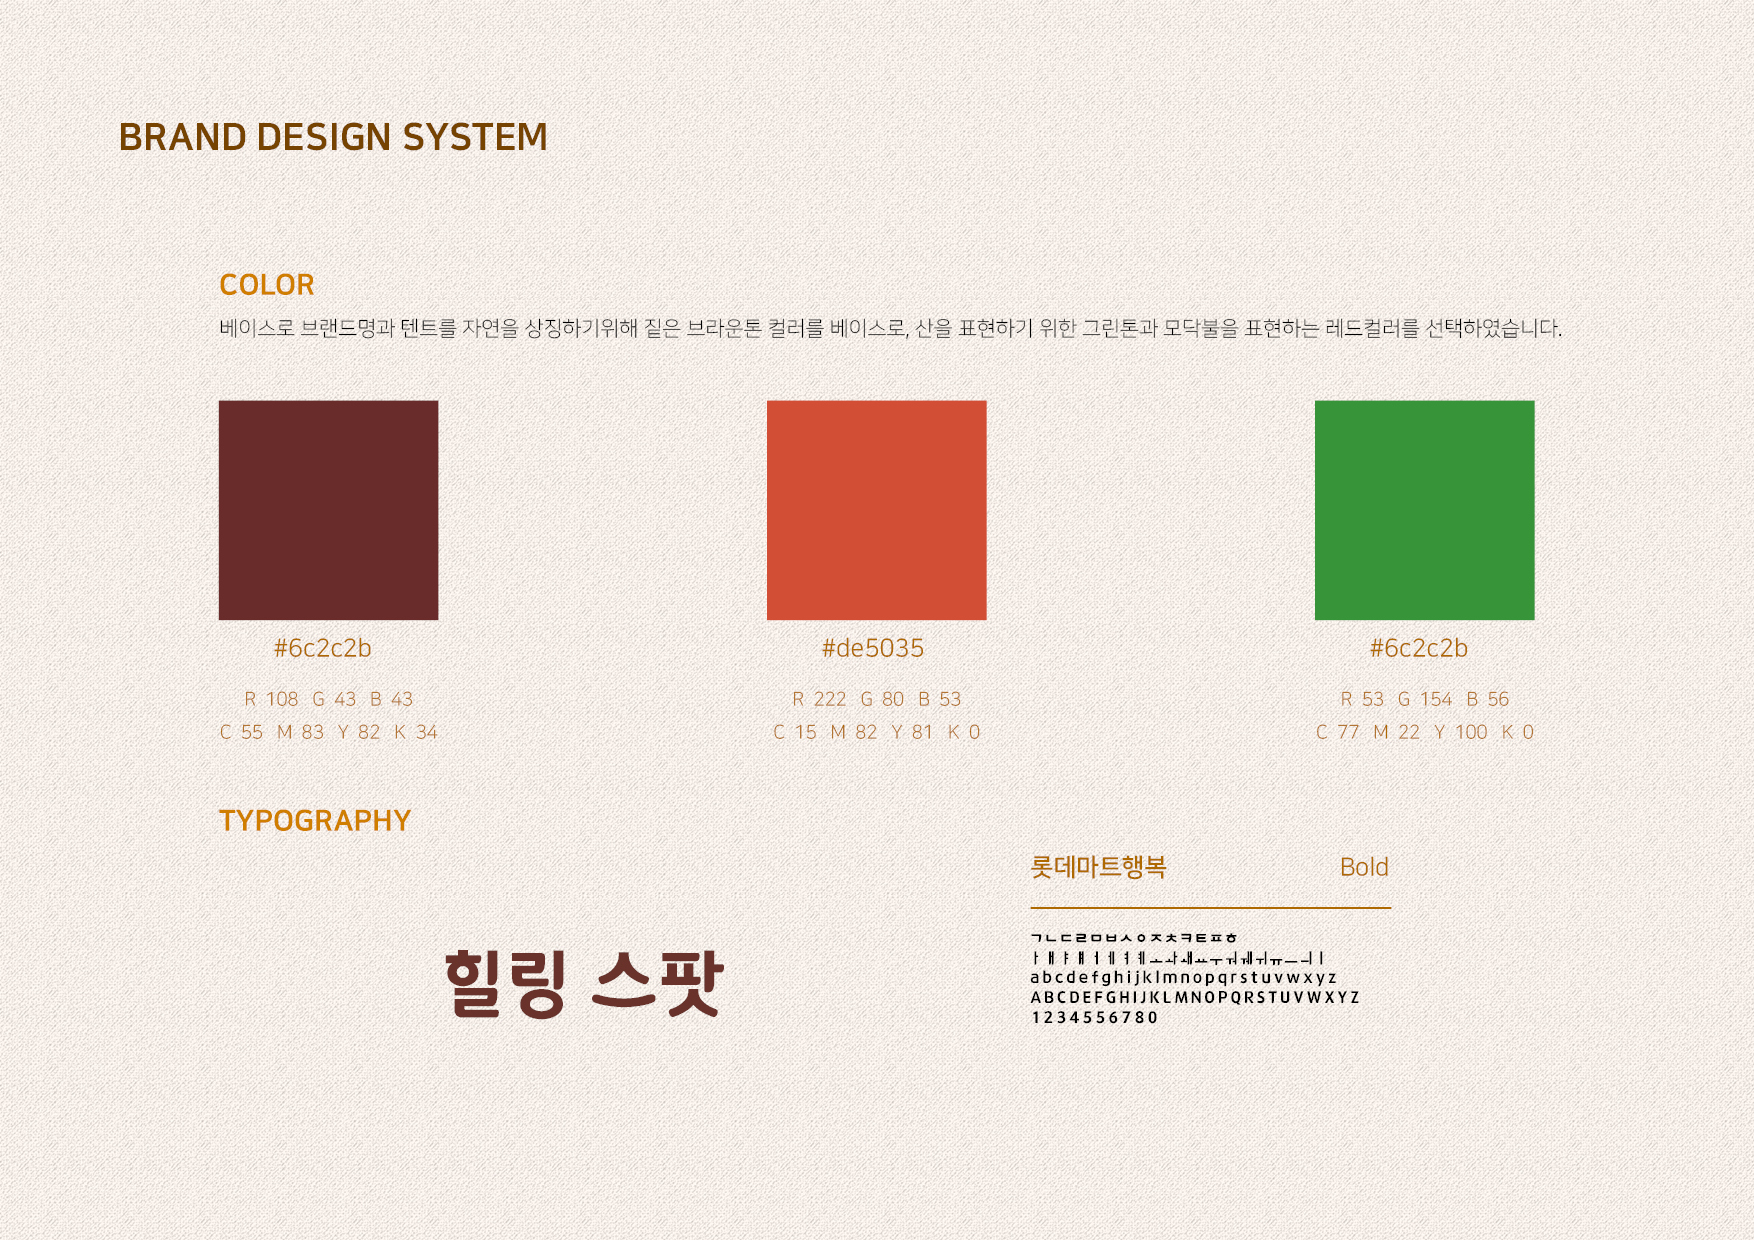 BRAND DESIGN SYSTEM
COLOR
베이스로 브랜드명과 텐트를 자연을 상징하기위해 짙은 브라운톤 컬러를 베이스로, 산을 표현하기 위한 그린톤과 모닥불을 표현하는 레드컬러를 선택하였습니다.
#6c2c2b
R 108 G 43 B 43
C 55 M 83 Y 82 K 34
#de5035
R 222 G 80 B 53
C 15 M 82 Y 81 K 0
#6c2c2b
R 53 G 154 B 56
C 77 M 22 Y 100 K 0
TYPOGRAPHY
힐링 스팟
롯데마트행복 Bold
ㄱㄴㄷㄹㅁㅂㅅㅇㅈㅊㅋㅌㅍㅎ
ㅏㅐㅑㅒㅓㅔㅕㅖㅗㅘㅙㅛㅜㅝㅞㅟㅠㅡㅢㅣ
abcdefghijklmnopqrstuvwxyz
ABCDEFGHIJKLMNOPQRSTUVWXYZ
1234556780